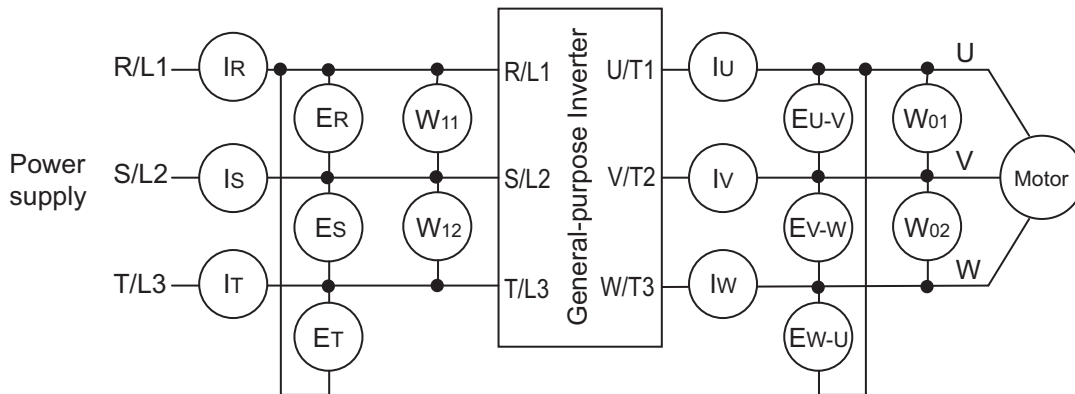 R/L1 IR R/L1 U/T1 IU U
ER W11 EU-V W01
Power supply
S/L2 IS S/L2 V/T2 IV V Motor
ES W12 EV-W W02
T/L3 IT T/L3 W/T3 IW W
ET EW-U
General-purpose Inverter